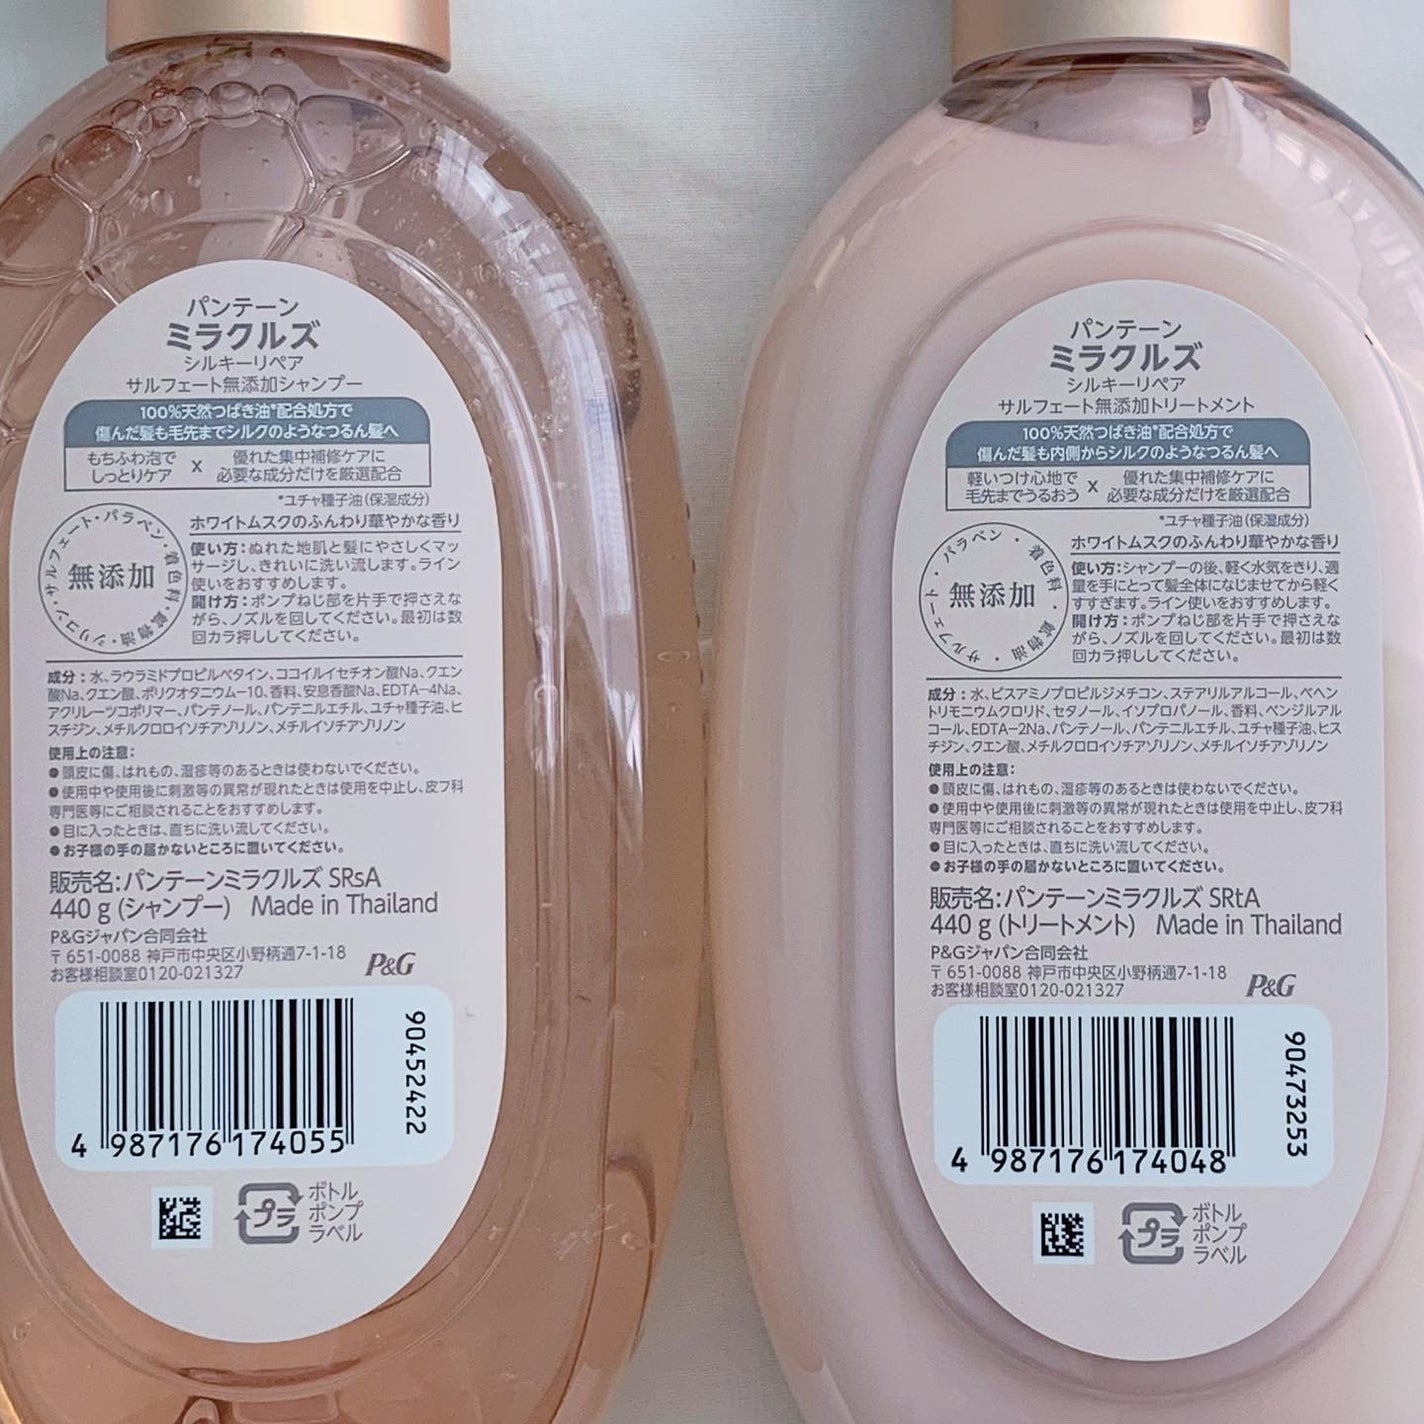 パンテーン
ミラクルズ
シルキーリペア
サルフェート無添加シャンプー
100%天然つばき油*配合処方で
傷んだ髪も毛先までシルクのようなつるん髪へ
もちふわ泡で
しっとりケア
x
優れた集中補修ケアに
必要な成分だけを厳選配合
*ユチャ種子油(保湿成分)
サルフェート・パラベン・着色料・鉱物油・シリコン・
無添加
ホワイトムスクのふんわり華やかな香り
使い方：ぬれた地肌と髪にやさしくマッ
サージし、きれいに洗い流します。ライン
使いをおすすめします。
開け方：ポンプねじ部を片手で押さえな
がら、ノズルを回してください。最初は数
回カラ押ししてください。
成分：水、ラウラミドプロピルベタイン、ココイルイセチオン酸Na、クエン
酸Na、クエン酸、ポリクオタニウム-10、香料、安息香酸Na、EDTA-4Na、
アクリレーツコポリマー、パンテノール、パンテニルエチル、ユチャ種子油、ヒ
スチジン、メチルクロロイソチアゾリノン、メチルイソチアゾリノン
使用上の注意：
●頭皮に傷、はれもの、湿疹等のあるときは使わないでください。
●使用中や使用後に刺激等の異常が現れたときは使用を中止し、皮フ科
専門医等にご相談されることをおすすめします。
●目に入ったときは、直ちに洗い流してください。
●お子様の手の届かないところに置いてください。
販売名：パンテーンミラクルズ SRsA
440 g (シャンプー) Made in Thailand
P&Gジャパン合同会社
〒 651-0088 神戸市中央区小野柄通7-1-18
お客様相談室0120-021327
P&G
4 987176 174055
90452422
プラ
ボトル
ポンプ
ラベル
パンテーン
ミラクルズ
シルキーリペア
サルフェート無添加トリートメント
100%天然つばき油*配合処方で
傷んだ髪も内側からシルクのようなつるん髪へ
軽いつけ心地で
毛先までうるおう
x
優れた集中補修ケアに
必要な成分だけを厳選配合
*ユチャ種子油(保湿成分)
サルフェート・パラベン・着色料・鉱物油・
無添加
ホワイトムスクのふんわり華やかな香り
使い方：シャンプーの後、軽く水気をきり、適
量を手にとって髪全体になじませてから軽く
すすぎます。ライン使いをおすすめします。
開け方：ポンプねじ部を片手で押さえな
がら、ノズルを回してください。最初は数
回カラ押ししてください。
成分：水、ビスアミノプロピルジメチコン、ステアリルアルコール、ベヘン
トリモニウムクロリド、セタノール、イソプロパノール、香料、ベンジルアル
コール、EDTA-2Na、パンテノール、パンテニルエチル、ユチャ種子油、ヒス
チジン、クエン酸、メチルクロロイソチアゾリノン、メチルイソチアゾリノン
使用上の注意：
●頭皮に傷、はれもの、湿疹等のあるときは使わないでください。
●使用中や使用後に刺激等の異常が現れたときは使用を中止し、皮フ科
専門医等にご相談されることをおすすめします。
●目に入ったときは、直ちに洗い流してください。
●お子様の手の届かないところに置いてください。
販売名：パンテーンミラクルズ SRtA
440 g (トリートメント) Made in Thailand
P&Gジャパン合同会社
〒 651-0088 神戸市中央区小野柄通7-1-18
お客様相談室0120-021327
P&G
4 987176 174048
90473253
プラ
ボトル
ポンプ
ラベル